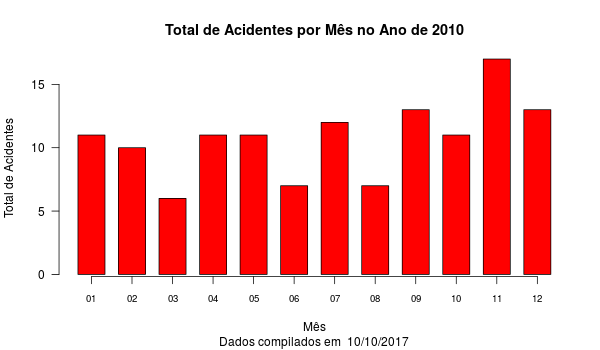 Total de Acidentes por Mês no Ano de 2010
Total de Acidentes
15
10
5
0
01 02 03 04 05 06 07 08 09 10 11 12
Mês
Dados compilados em  10/10/2017